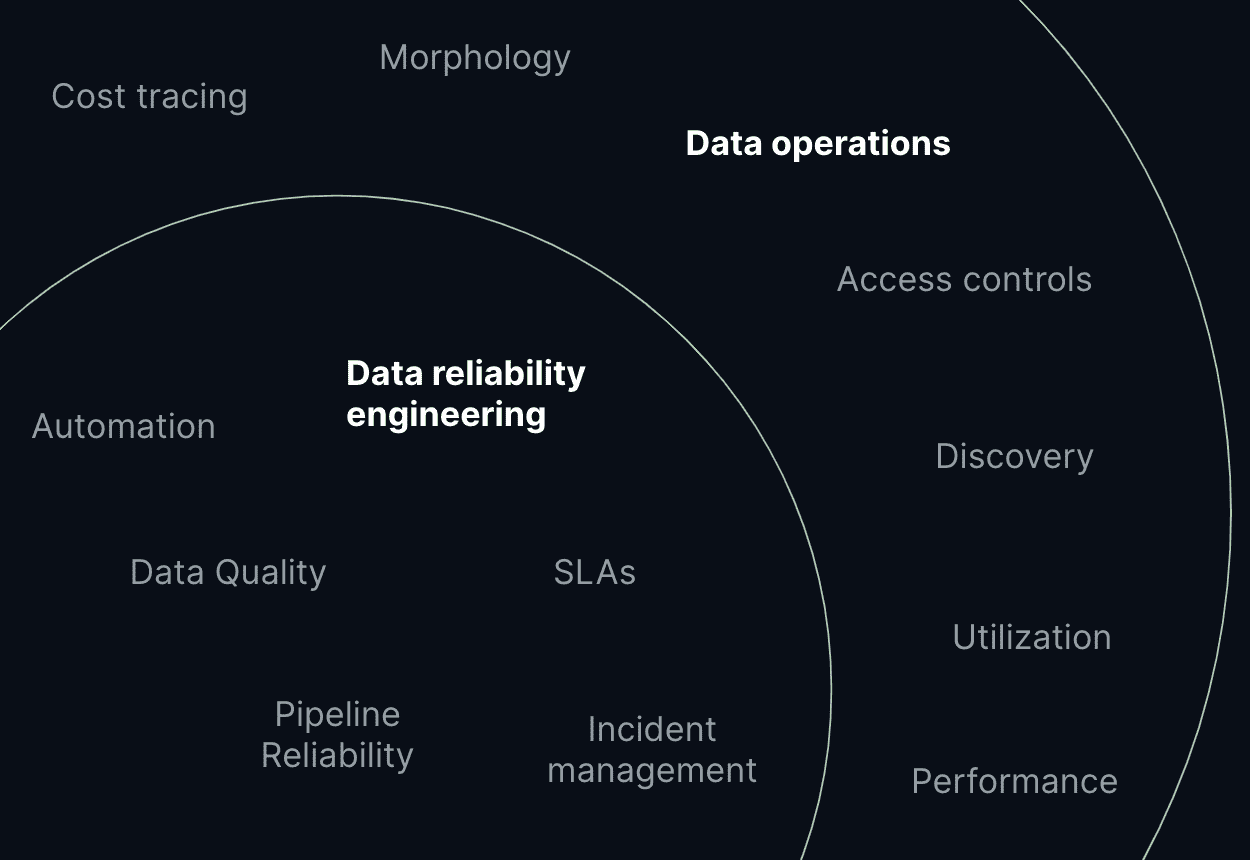 Morphology
Cost tracing
Data operations
Access controls
Data reliability
engineering
Automation
Discovery
Data Quality
SLAs
Utilization
Pipeline
Reliability
Incident
management
Performance